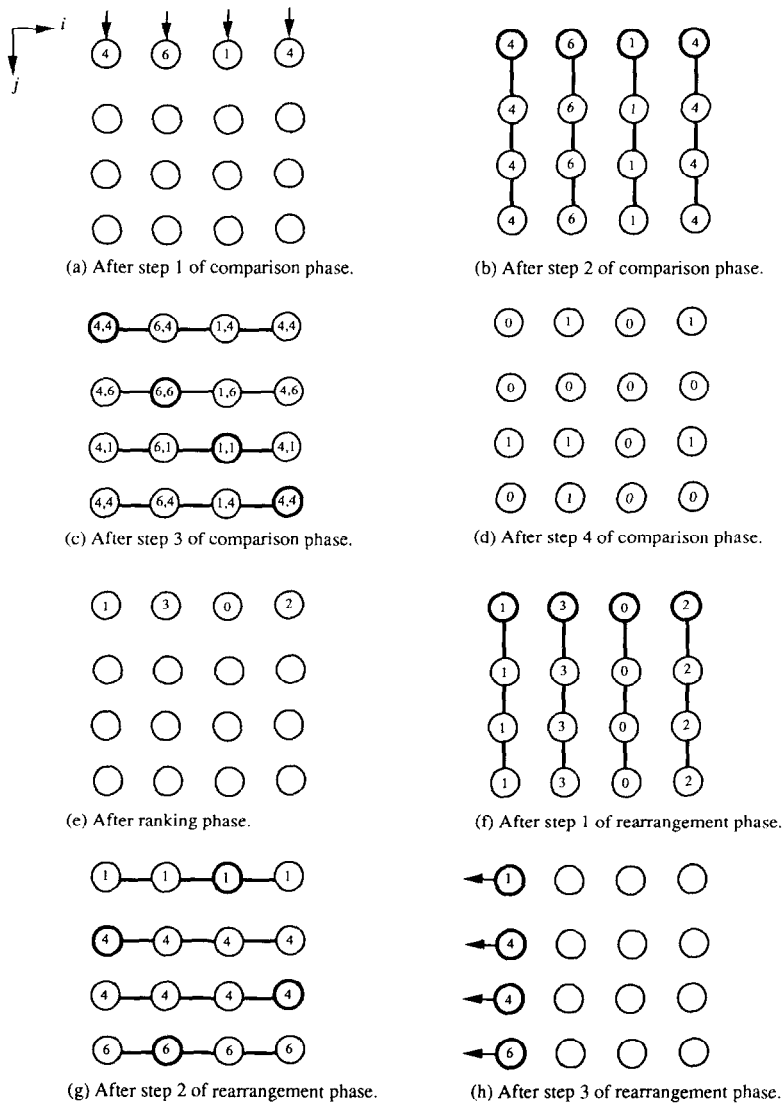 i
j
4 6 1 4
(a) After step 1 of comparison phase.
4 6 1 4
4 6 1 4
4 6 1 4
4 6 1 4
(b) After step 2 of comparison phase.
4,4 6,4 1,4 4,4
4,6 6,6 1,6 4,6
4,1 6,1 1,1 4,1
4,4 6,4 1,4 4,4
(c) After step 3 of comparison phase.
0 1 0 1
0 0 0 0
1 1 0 1
0 1 0 0
(d) After step 4 of comparison phase.
1 3 0 2
(e) After ranking phase.
1 3 0 2
1 3 0 2
1 3 0 2
1 3 0 2
(f) After step 1 of rearrangement phase.
1 1 1 1
4 4 4 4
4 4 4 4
6 6 6 6
(g) After step 2 of rearrangement phase.
1
4
4
6
(h) After step 3 of rearrangement phase.